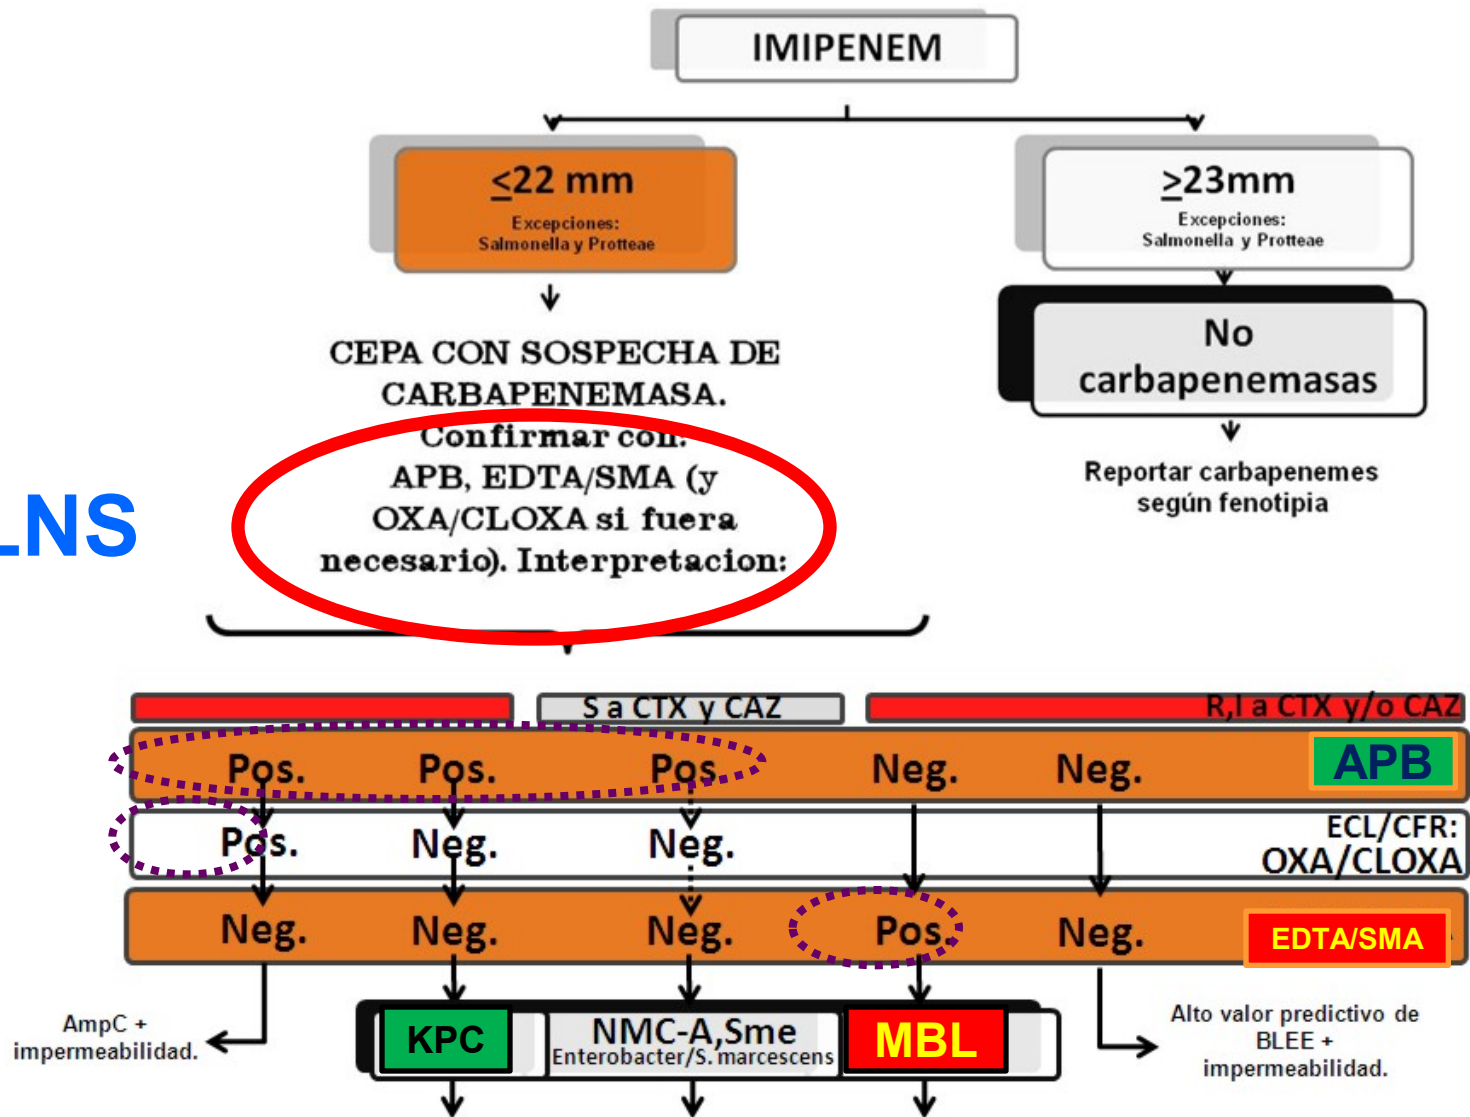 IMIPENEM
≤22 mm
Excepciones:
Salmonella y Protteae
≥23mm
Excepciones:
Salmonella y Protteae
CEPA CON SOSPECHA DE
CARBAPENEMASA.
Confirmar con:
APB, EDTA/SMA (y
OXA/CLOXA si fuera
necesario). Interpretacion:
No
carbapenemasas
Reportar carbapenemes
según fenotipia
LNS
S a CTX y CAZ
R,I a CTX y/o CAZ
Pos. Pos. Pos. Neg. Neg. APB
Pos. Neg. Neg. ECL/CFR:
OXA/CLOXA
Neg. Neg. Neg. Pos. Neg. EDTA/SMA
AmpC +
impermeabilidad.
KPC
NMC-A,Sme
Enterobacter/S. marcescens
MBL
Alto valor predictivo de
BLEE +
impermeabilidad.